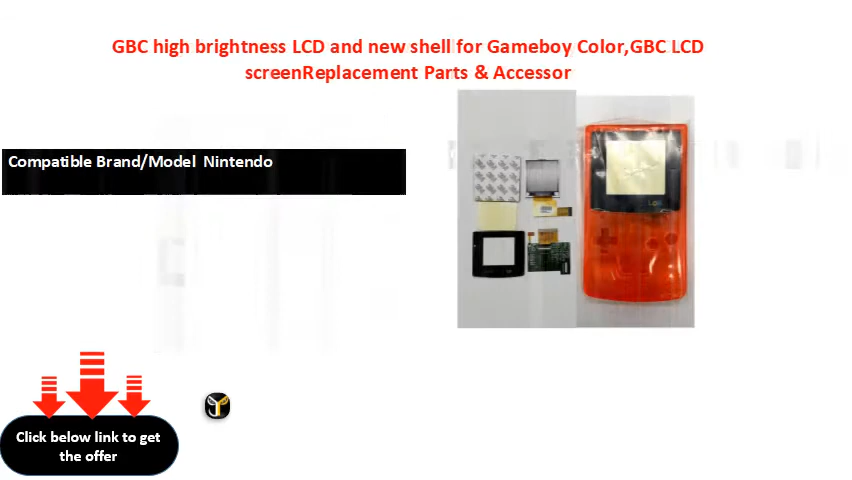 GBC high brightness LCD and new shell for Gameboy Color,GBC LCD
screenReplacement Parts & Accessor
Compatible Brand/Model Nintendo
Click below link to get
the offer